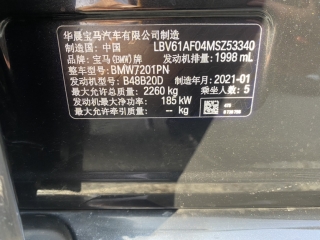 华晨宝马汽车有限公司制造
制造国: 中国 LBV61AF04MSZ53340
品牌: 宝马(BMW)牌 发动机排量: 1998 mL
整车型号: BMW7201PN
发动机型号: B48B20D 制造年月: 2021-01
最大允许总质量: 2260 kg 乘坐人数: 5
发动机最大净功率: 185 kW
最大允许牵引质量: -- kg